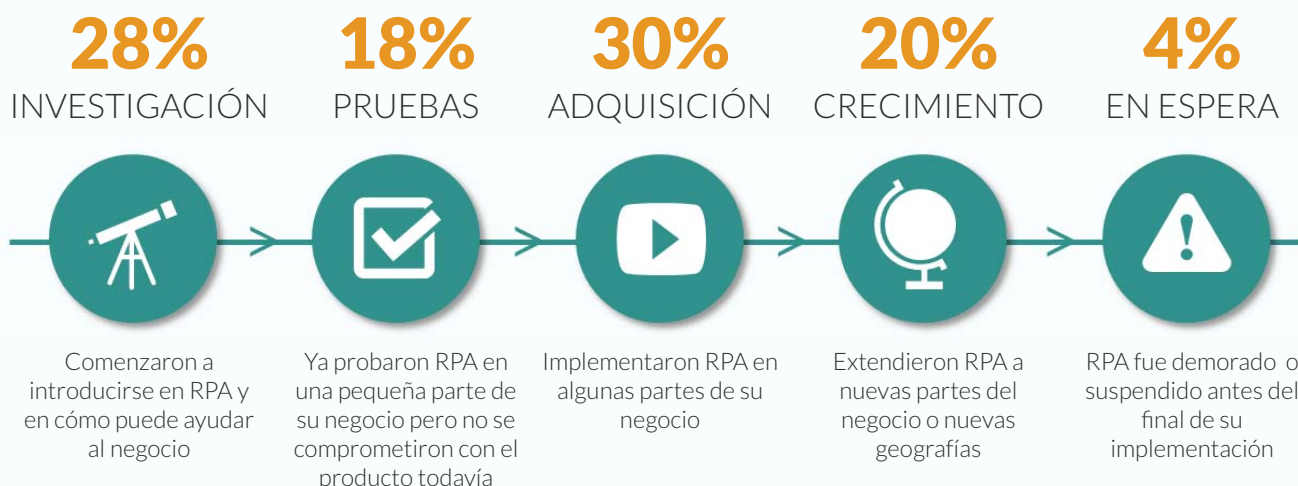 28%
INVESTIGACIÓN
Comenzaron a
introducirse en RPA y
en cómo puede ayudar
al negocio
18%
PRUEBAS
Ya probaron RPA en
una pequeña parte de
su negocio pero no se
comprometiron con el
producto todavía
30%
ADQUISICIÓN
Implementaron RPA en
algunas partes de su
negocio
20%
CRECIMIENTO
Extendieron RPA a
nuevas partes del
negocio o nuevas
geografías
4%
EN ESPERA
RPA fue demorado o
suspendido antes del
final de su
implementación